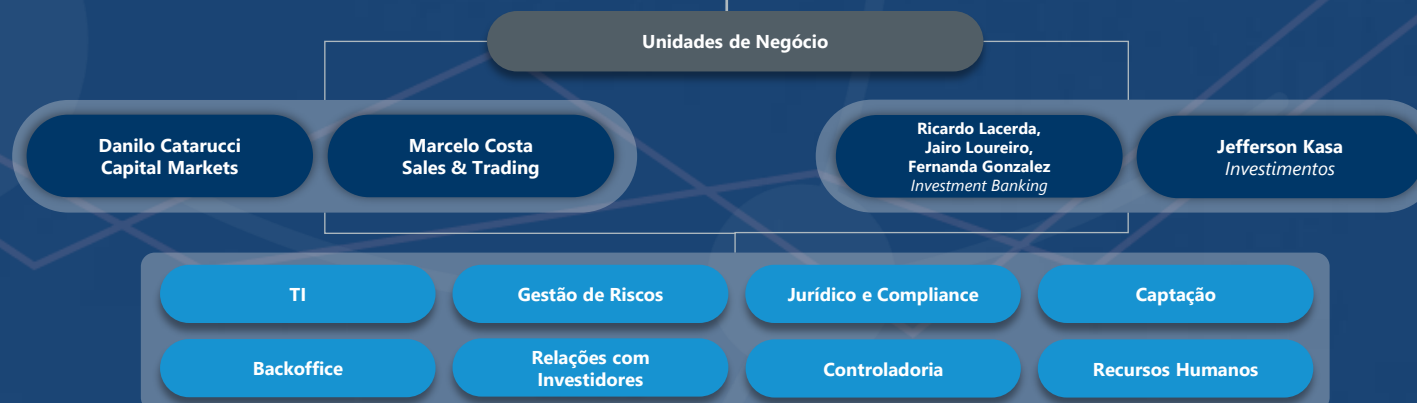 Unidades de Negócio
Danilo Catarucci
Capital Markets
Marcelo Costa
Sales & Trading
Ricardo Lacerda,
Jairo Loureiro,
Fernanda Gonzalez
Investment Banking
Jefferson Kasa
Investimentos
TI
Gestão de Riscos
Jurídico e Compliance
Captação
Backoffice
Relações com
Investidores
Controladoria
Recursos Humanos